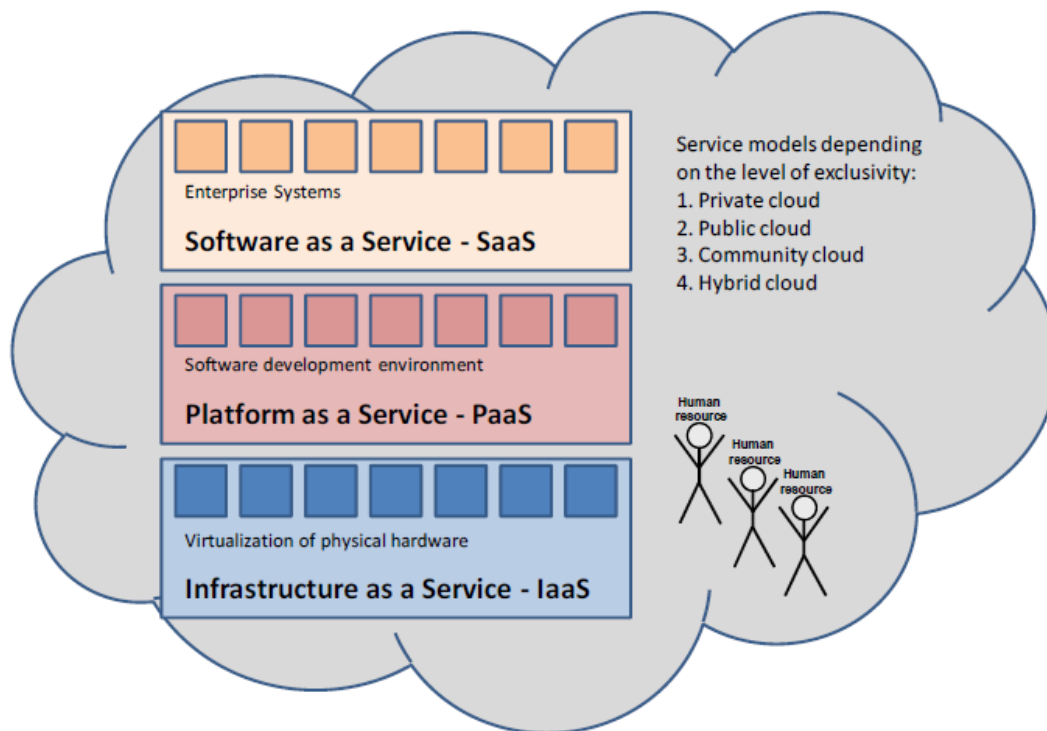 Enterprise Systems
Software as a Service - SaaS
Software development environment
Platform as a Service - PaaS
Virtualization of physical hardware
Infrastructure as a Service - IaaS
Service models depending
on the level of exclusivity:
1. Private cloud
2. Public cloud
3. Community cloud
4. Hybrid cloud
Human
resource
Human
resource
Human
resource